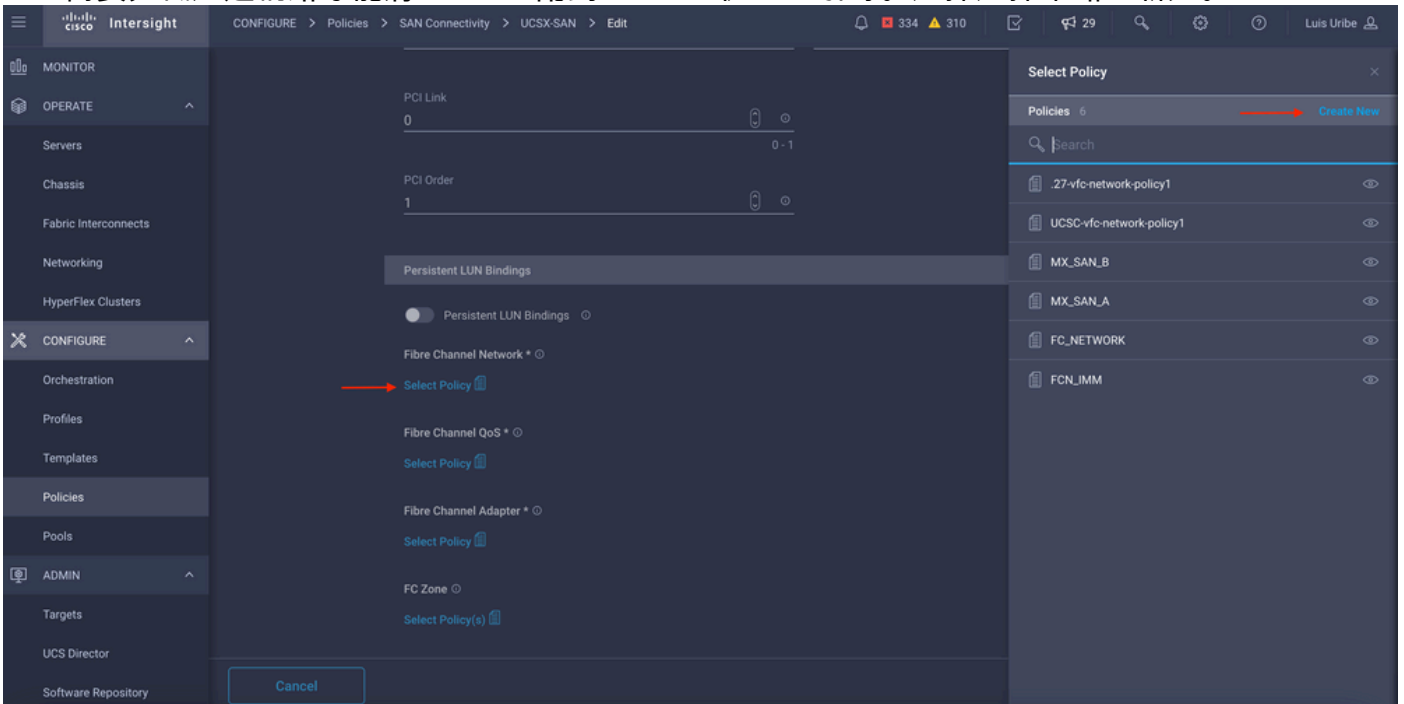 cisco Intersight
CONFIGURE > Policies > SAN Connectivity > UCSX-SAN > Edit
334 310
29
Luis Uribe
MONITOR
OPERATE
Servers
Chassis
Fabric Interconnects
Networking
HyperFlex Clusters
CONFIGURE
Orchestration
Profiles
Templates
Policies
Pools
ADMIN
Targets
UCS Director
Software Repository
PCI Link
0
0 - 1
PCI Order
1
Persistent LUN Bindings
Persistent LUN Bindings
Fibre Channel Network *
Select Policy
Fibre Channel QoS *
Select Policy
Fibre Channel Adapter *
Select Policy
FC Zone
Select Policy(s)
Cancel
Select Policy
Policies 6
Create New
Search
.27-vfc-network-policy1
UCSC-vfc-network-policy1
MX_SAN_B
MX_SAN_A
FC_NETWORK
FCN_IMM